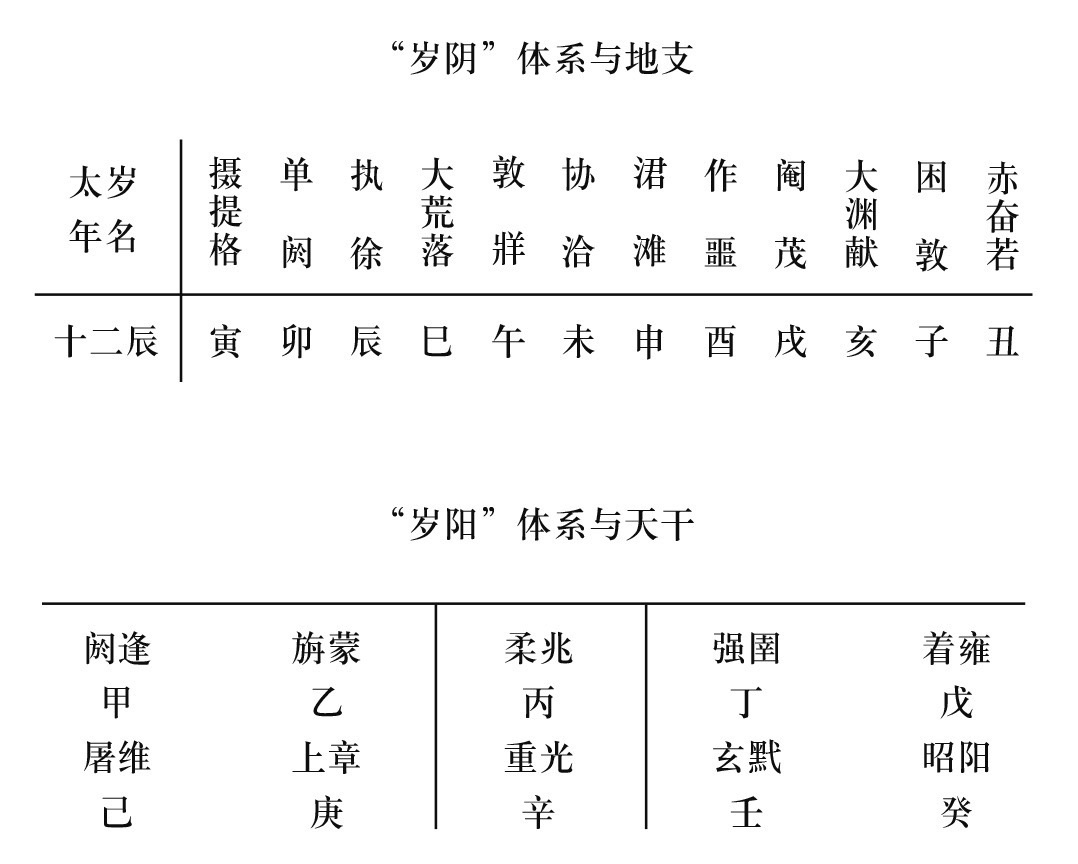 “岁阴”体系与地支
太岁年名 摄提格 单阏 执徐 大荒落 敦牂 协洽 涒滩 作噩 阉茂 大渊献 困敦 赤奋若
十二辰 寅 卯 辰 巳 午 未 申 酉 戌 亥 子 丑
“岁阳”体系与天干
阏逢 旃蒙 柔兆 强圉 着雍
甲 乙 丙 丁 戊
屠维 上章 重光 玄黓 昭阳
己 庚 辛 壬 癸